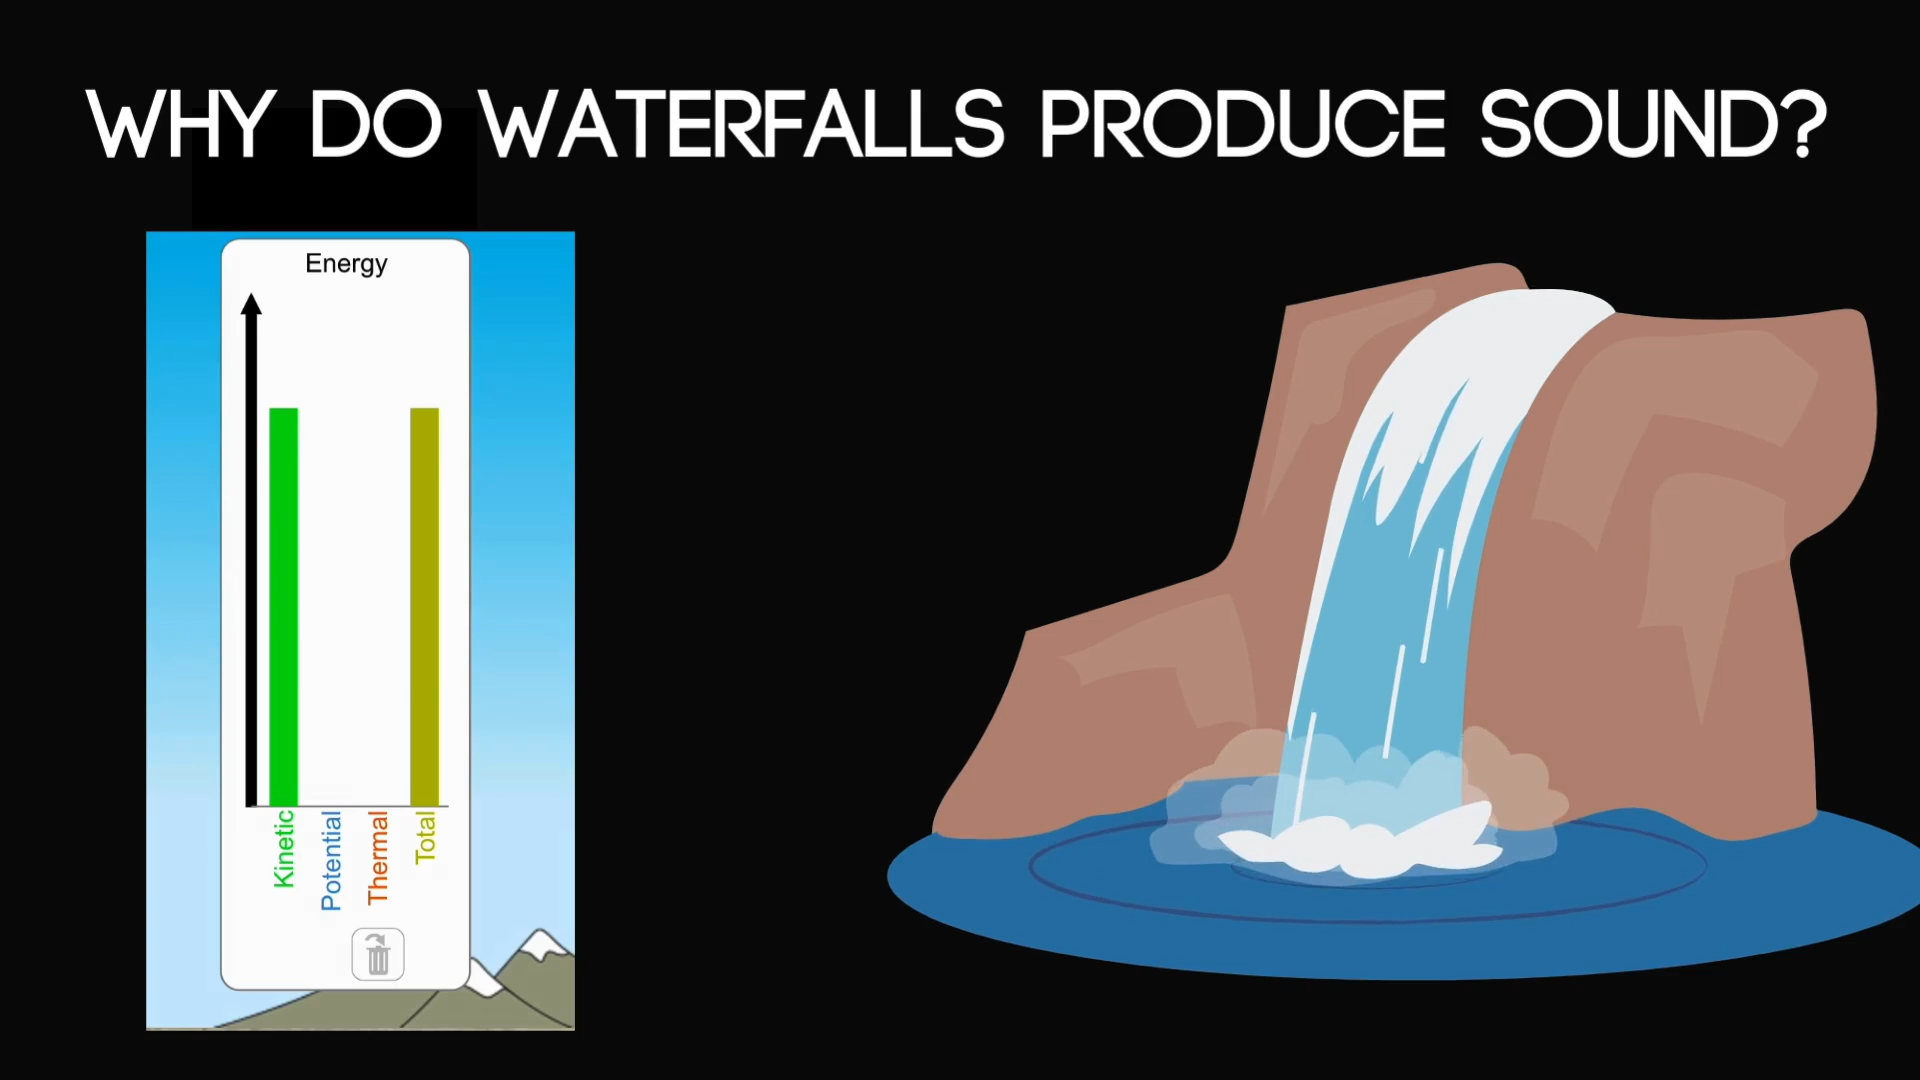 WHY DO WATERFALLS PRODUCE SOUND?
Energy
Kinetic
Potential
Thermal
Total